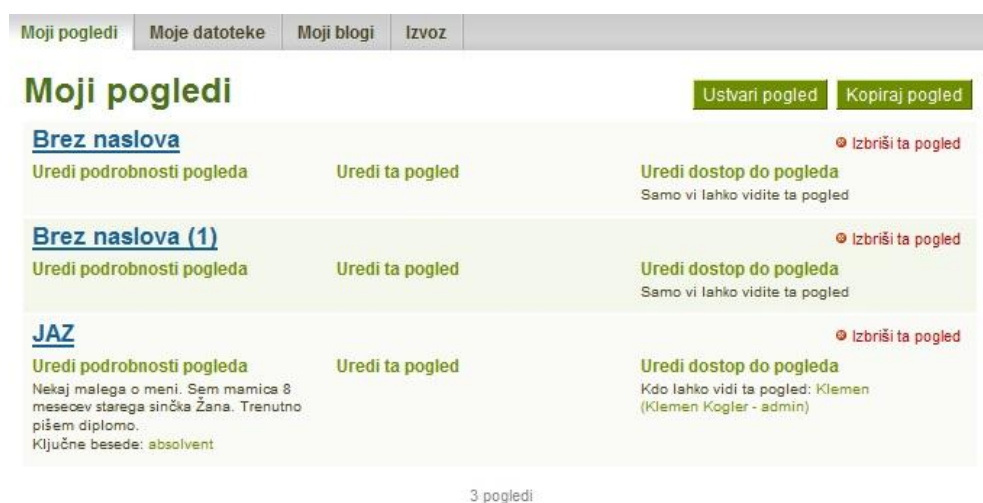 Moji pogledi Moje datoteke Moji blogi Izvoz
Moji pogledi
Ustvari pogled Kopiraj pogled
Brez naslova
Izbriši ta pogled
Uredi podrobnosti pogleda Uredi ta pogled Uredi dostop do pogleda
Samo vi lahko vidite ta pogled
Brez naslova (1)
Izbriši ta pogled
Uredi podrobnosti pogleda Uredi ta pogled Uredi dostop do pogleda
Samo vi lahko vidite ta pogled
JAZ
Izbriši ta pogled
Uredi podrobnosti pogleda
Nekaj malega o meni. Sem mamica 8
mesecev starega sinčka Žana. Trenutno
pišem diplomo.
Ključne besede: absolvent
Uredi ta pogled
Uredi dostop do pogleda
Kdo lahko vidi ta pogled: Klemen
(Klemen Kogler - admin)
3 pogledi